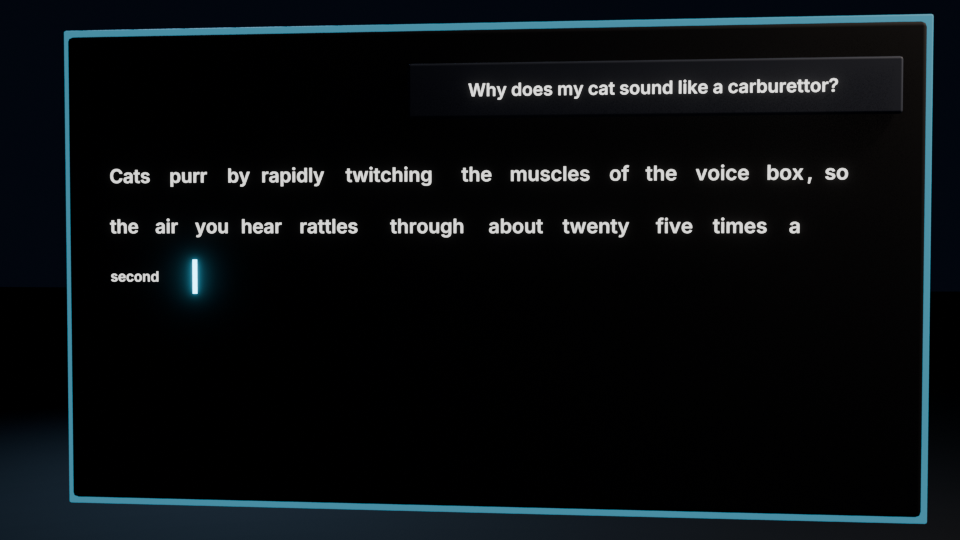 Why does my cat sound like a carburettor?
Cats purr by rapidly twitching the muscles of the voice box, so
the air you hear rattles through about twenty five times a
second